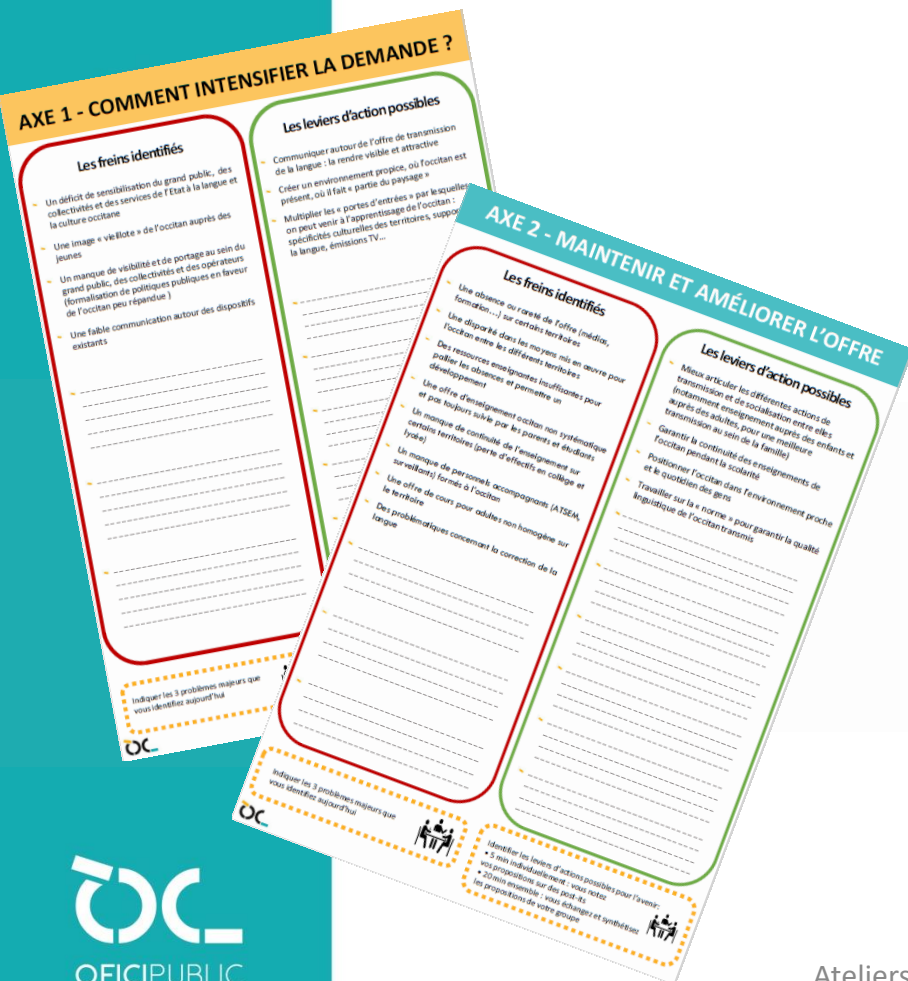 AXE 1 - COMMENT INTENSIFIER LA DEMANDE ?
Les freins identifiés
Un déficit de sensibilisation du grand public, des
collectivités et des services de l'Etat à la langue et
la culture occitane
Une image « vieillote » de l'occitan auprès des
jeunes
Un manque de visibilité et de portage au sein du
grand public, des collectivités et des opérateurs
(formalisation de politiques publiques en faveur
de l'occitan peu répandue )
Une faible communication autour des dispositifs
existants
Indiquer les 3 problèmes majeurs que
vous identifiez aujourd'hui
Les leviers d'action possibles
Communiquer autour de l'offre de transmission
de la langue : la rendre visible et attractive
Créer un environnement propice, où l'occitan est
présent, où il fait « partie du paysage »
Multiplier les « portes d'entrées » par lesquelles
on peut venir à l'apprentissage de l'occitan :
spécificités culturelles des territoires,
la langue, émissions TV...
AXE 2 - MAINTENIR ET AMÉLIORER L'OFFRE
Les freins identifiés
Une absence ou rareté de l'offre (médias,
formation...) sur certains territoires
Une disparité dans les moyens mis en œuvre pour
l'occitan entre les différents territoires
Des ressources enseignantes insuffisantes pour
pallier les absences et permettre un
développement
Une offre d'enseignement occitan non systématique
et pas toujours suivie par les parents et étudiants
Un manque de continuité de l'enseignement sur
certains territoires (perte d'effectifs en collège et
lycée)
Un manque de personnels accompagnants (ATSEM,
surveillants) formés à l'occitan
Une offre de cours pour adultes non homogène sur
le territoire
Des problématiques concernant la correction de la
langue
Indiquer les 3 problèmes majeurs que
vous identifiez aujourd'hui
Les leviers d'action possibles
Mieux articuler les différentes actions de
transmission et de socialisation entre elles
(notamment enseignement auprès des enfants et
auprès des adultes, pour une meilleure
transmission au sein de la famille)
Garantir la continuité des enseignements de
l'occitan pendant la scolarité
Positionner l'occitan dans l'environnement proche
et le quotidien des gens
Travailler sur la « norme » pour garantir la qualité
linguistique de l'occitan transmis
Identifier les leviers d'actions possibles pour l'avenir:
• 5 min individuellement : vous notez
vos propositions sur des post-its
• 20 min ensemble : vous échangez et synthétisez
les propositions de votre groupe
OFICIPUBLIC
Ateliers